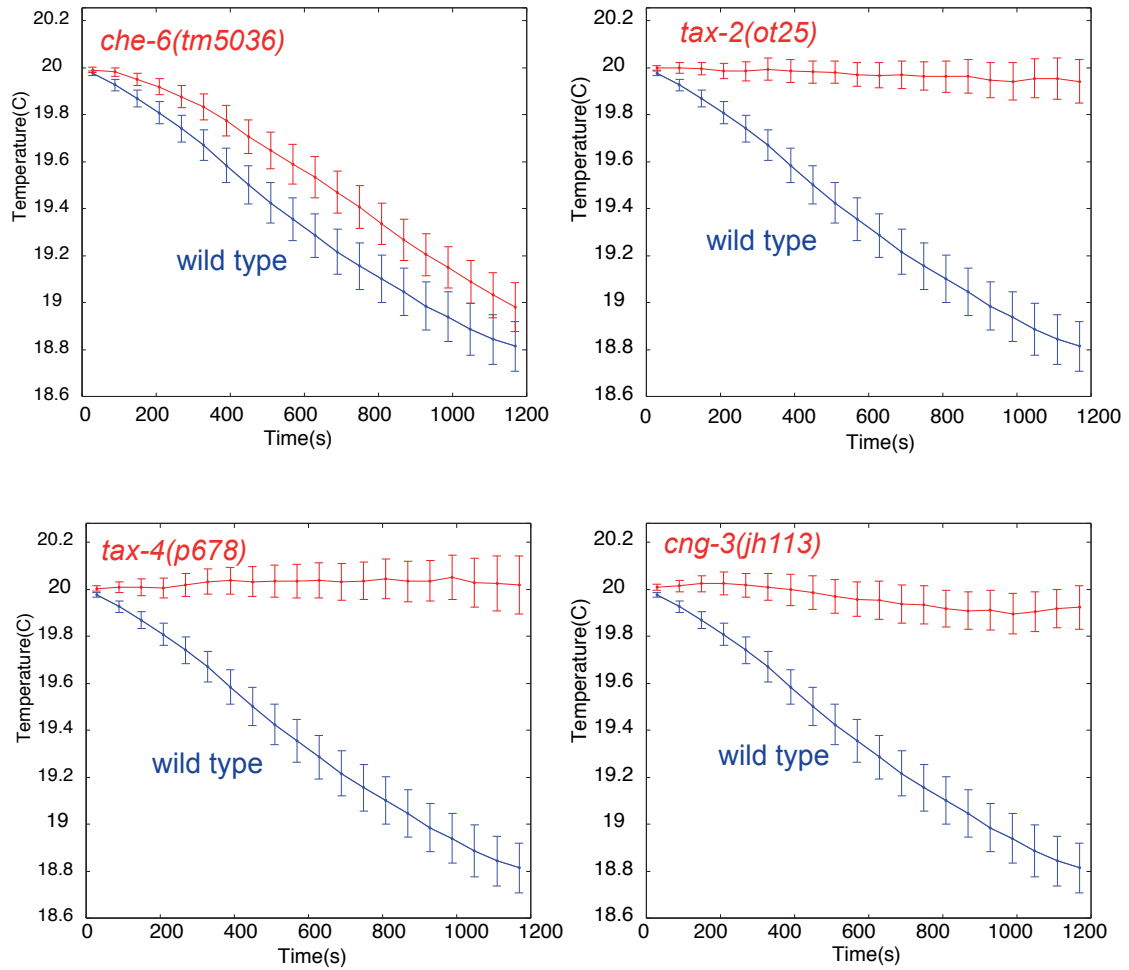 che-6(tm5036)
Temperature(C)
20.2
20
19.8
19.6
19.4
19.2
19
18.8
18.6
wild type
0 200 400 600 800 1000 1200
Time(s)
tax-2(ot25)
Temperature(C)
20.2
20
19.8
19.6
19.4
19.2
19
18.8
18.6
wild type
0 200 400 600 800 1000 1200
Time(s)
tax-4(p678)
Temperature(C)
20.2
20
19.8
19.6
19.4
19.2
19
18.8
18.6
wild type
0 200 400 600 800 1000 1200
Time(s)
cng-3(jh113)
Temperature(C)
20.2
20
19.8
19.6
19.4
19.2
19
18.8
18.6
wild type
0 200 400 600 800 1000 1200
Time(s)